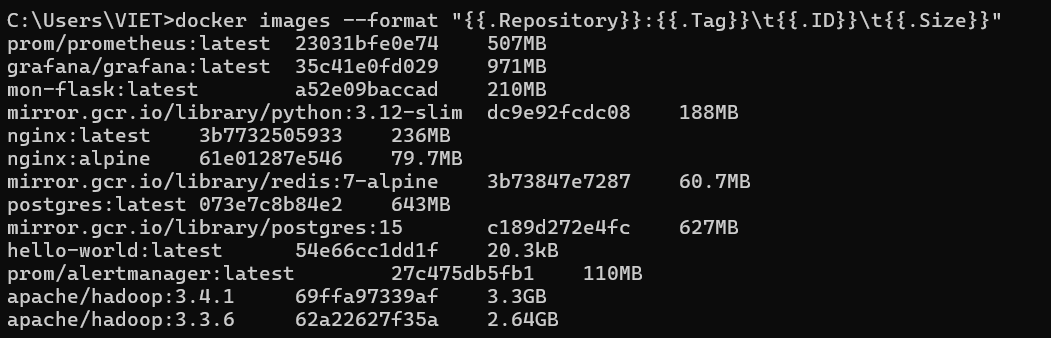 C:\Users\VIET>docker images --format "{{.Repository}}:{{.Tag}}\t{{.ID}}\t{{.Size}}"
prom/prometheus:latest  23031bfe0e74    507MB
grafana/grafana:latest  35c41e0fd029    971MB
mon-flask:latest        a52e09baccad    210MB
mirror.gcr.io/library/python:3.12-slim  dc9e92fcdc08    188MB
nginx:latest    3b7732505933    236MB
nginx:alpine    61e01287e546    79.7MB
mirror.gcr.io/library/redis:7-alpine    3b73847e7287    60.7MB
postgres:latest 073e7c8b84e2    643MB
mirror.gcr.io/library/postgres:15       c189d272e4fc    627MB
hello-world:latest      54e66cc1dd1f    20.3kB
prom/alertmanager:latest        27c475db5fb1    110MB
apache/hadoop:3.4.1     69ffa97339af    3.3GB
apache/hadoop:3.3.6     62a22627f35a    2.64GB